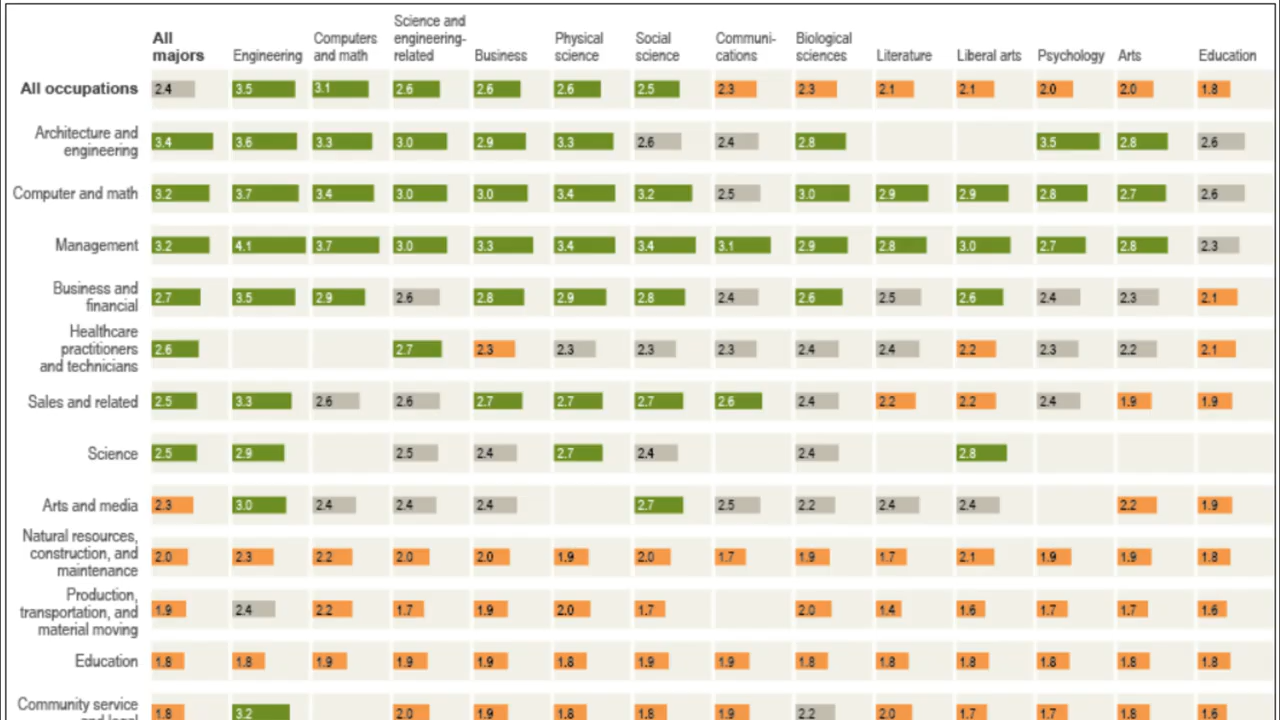 All majors Engineering Computers and math Science and engineering-related Business Physical science Social science Communi-cations Biological sciences Literature Liberal arts Psychology Arts Education
All occupations 2.4 3.5 3.1 2.6 2.6 2.6 2.5 2.3 2.3 2.1 2.1 2.0 2.0 1.8
Architecture and engineering 3.4 3.6 3.3 3.0 2.9 3.3 2.6 2.4 2.8 3.5 2.8 2.6
Computer and math 3.2 3.7 3.4 3.0 3.0 3.4 3.2 2.5 3.0 2.9 2.9 2.8 2.7 2.6
Management 3.2 4.1 3.7 3.0 3.3 3.4 3.4 3.1 2.9 2.8 3.0 2.7 2.8 2.3
Business and financial 2.7 3.5 2.9 2.6 2.8 2.9 2.8 2.4 2.6 2.5 2.6 2.4 2.3 2.1
Healthcare practitioners and technicians 2.6 2.7 2.3 2.3 2.3 2.3 2.4 2.4 2.2 2.3 2.2 2.1
Sales and related 2.5 3.3 2.6 2.6 2.7 2.7 2.7 2.6 2.4 2.2 2.2 2.4 1.9 1.9
Science 2.5 2.9 2.5 2.4 2.7 2.4 2.4 2.8
Arts and media 2.3 3.0 2.4 2.4 2.4 2.7 2.5 2.2 2.4 2.4 2.2 1.9
Natural resources, construction, and maintenance 2.0 2.3 2.2 2.0 2.0 1.9 2.0 1.7 1.9 1.7 2.1 1.9 1.9 1.8
Production, transportation, and material moving 1.9 2.4 2.2 1.7 1.9 2.0 1.7 2.0 1.4 1.6 1.7 1.7 1.6
Education 1.8 1.8 1.9 1.9 1.9 1.8 1.9 1.9 1.8 1.8 1.8 1.8 1.8 1.8
Community service and legal 1.8 3.2 2.0 1.9 1.8 1.8 1.9 2.2 2.0 1.7 1.7 1.8 1.6